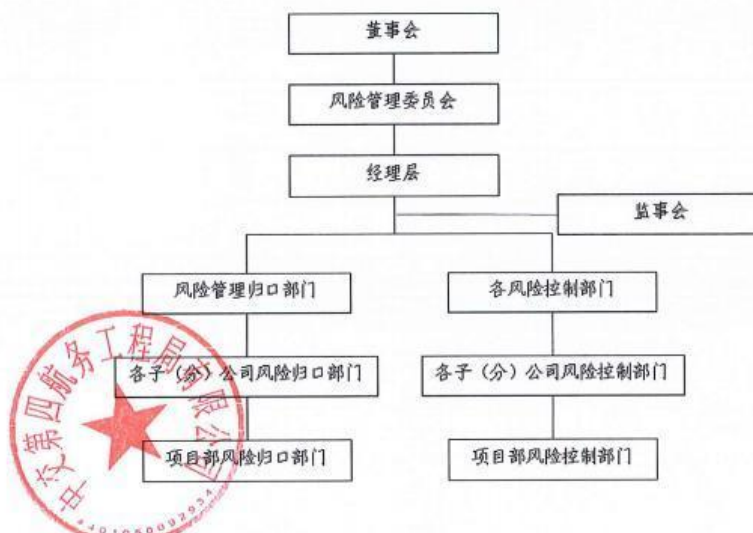 董事会
风险管理委员会
经理层
监事会
风险管理归口部门
各风险控制部门
各子（分）公司风险归口部门
各子（分）公司风险控制部门
项目部风险归口部门
项目部风险控制部门
中交第四航务工程局有限公司
4401050092934